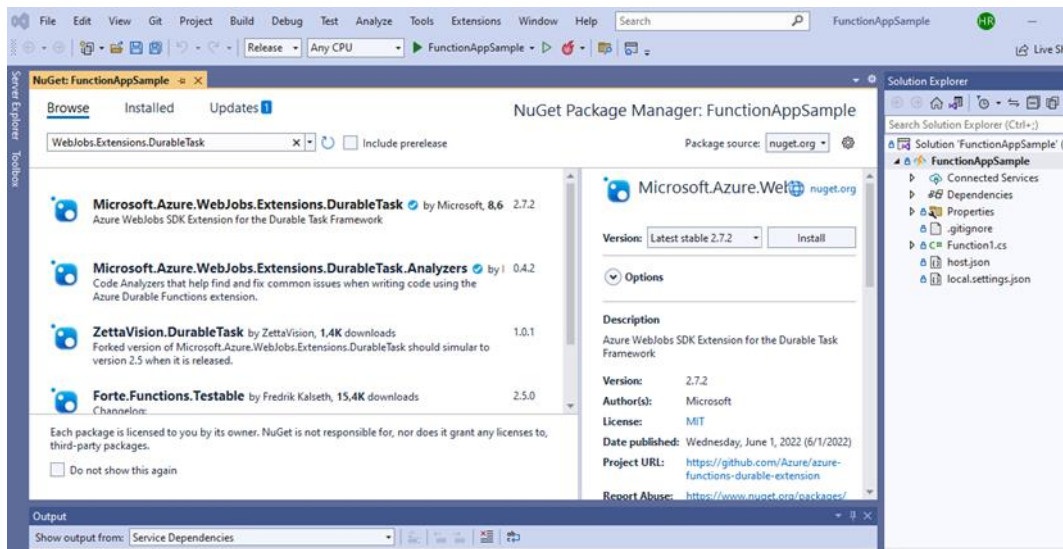 File Edit View Git Project Build Debug Test Analyze Tools Extensions Window Help Search FunctionAppSample HR
Release Any CPU FunctionAppSample Live S
Server Explorer
Toolbox
NuGet: FunctionAppSample
Browse Installed Updates 1
NuGet Package Manager: FunctionAppSample
WebJobs.Extensions.DurableTask
Include prerelease
Package source: nuget.org
Microsoft.Azure.WebJobs.Extensions.DurableTask by Microsoft, 8,6 2.7.2
Azure WebJobs SDK Extension for the Durable Task Framework
Microsoft.Azure.WebJobs.Extensions.DurableTask.Analyzers by 0.4.2
Code Analyzers that help find and fix common issues when writing code using the
Azure Durable Functions extension.
ZettaVision.DurableTask by ZettaVision, 1,4K downloads 1.0.1
Forked version of Microsoft.Azure.WebJobs.Extensions.DurableTask should simular to
version 2.5 when it is released.
Forte.Functions.Testable by Fredrik Kalseth, 15,4K downloads 2.5.0
Changelog:
Each package is licensed to you by its owner. NuGet is not responsible for, nor does it grant any licenses to,
third-party packages.
Do not show this again
Microsoft.Azure.Web nuget.org
Version: Latest stable 2.7.2 Install
Options
Description
Azure WebJobs SDK Extension for the Durable Task
Framework
Version: 2.7.2
Author(s): Microsoft
License: MIT
Date published: Wednesday, June 1, 2022 (6/1/2022)
Project URL: https://github.com/Azure/azure-
functions-durable-extension
Report Abuse: https://www.nuget.org/packages/
Solution Explorer
Search Solution Explorer (Ctrl+;)
Solution 'FunctionAppSample' (
FunctionAppSample
Connected Services
Dependencies
Properties
.gitignore
C# Function1.cs
host.json
local.settings.json
Output
Show output from: Service Dependencies